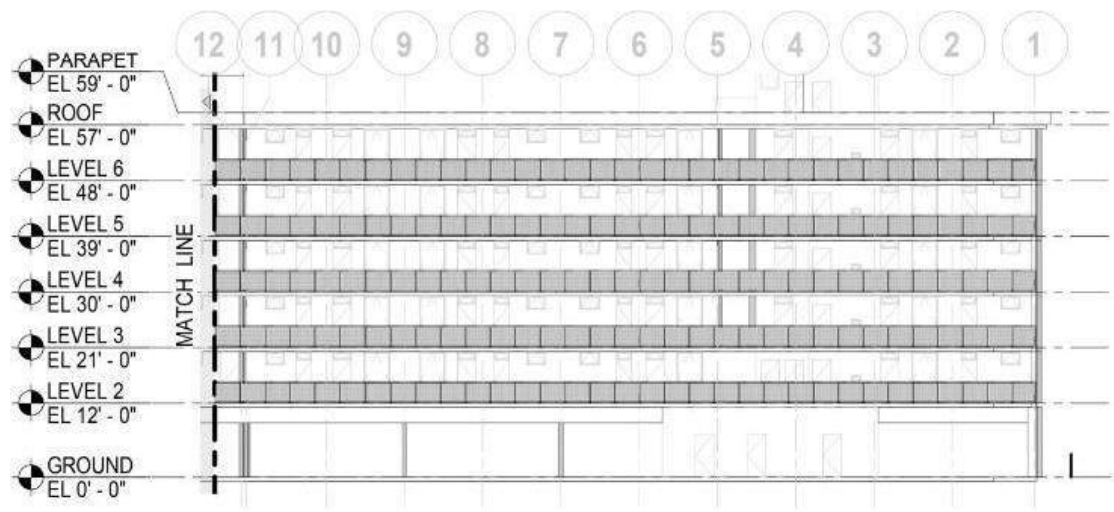 12 11 10 9 8 7 6 5 4 3 2 1
PARAPET
EL 59' - 0"
ROOF
EL 57' - 0"
LEVEL 6
EL 48' - 0"
LEVEL 5
EL 39' - 0"
LEVEL 4
EL 30' - 0"
LEVEL 3
EL 21' - 0"
LEVEL 2
EL 12' - 0"
GROUND
EL 0' - 0"
MATCH LINE